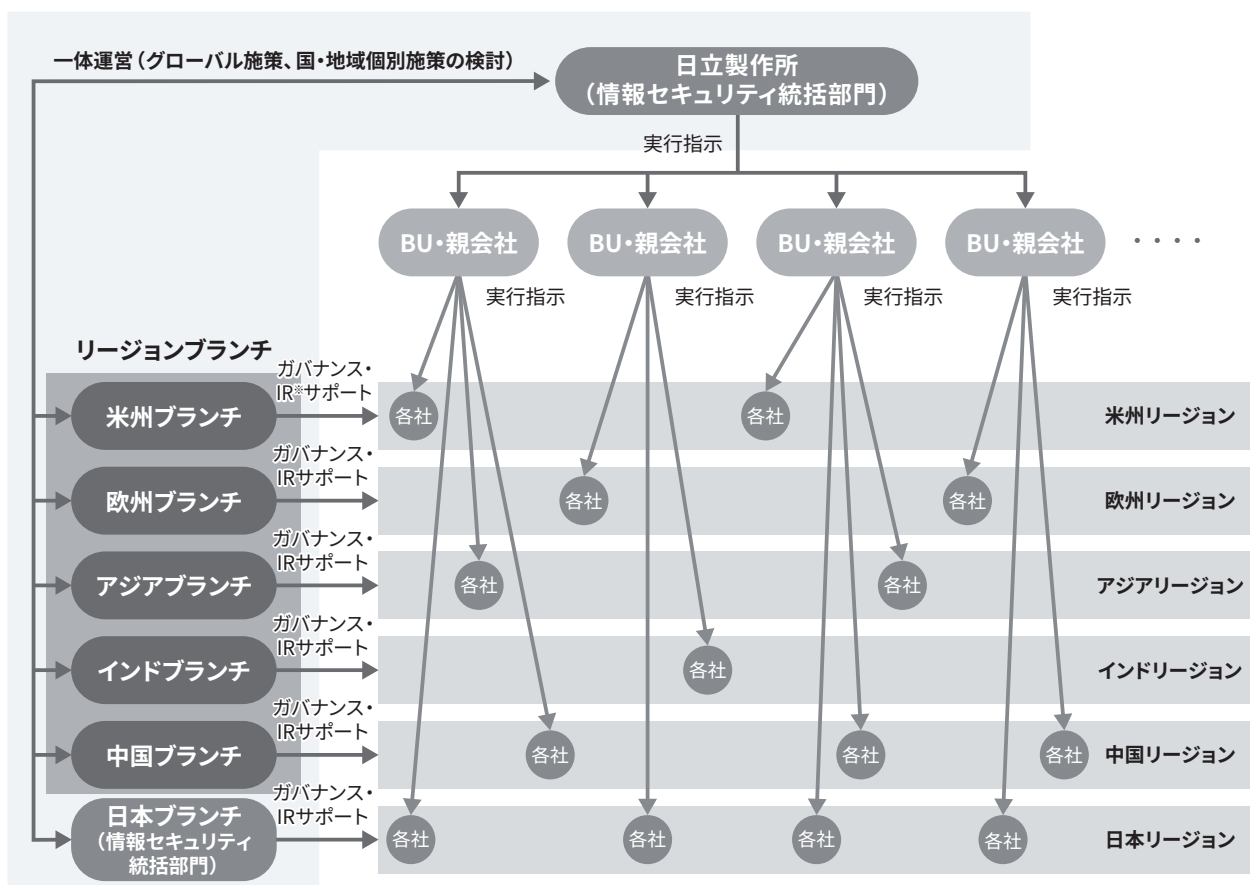 一体運営（グローバル施策、国・地域個別施策の検討）
日立製作所
（情報セキュリティ統括部門）
実行指示
BU・親会社
BU・親会社
BU・親会社
BU・親会社
・・・・
実行指示
実行指示
実行指示
実行指示
リージョンブランチ
ガバナンス・
IR※サポート
米州ブランチ
各社
各社
米州リージョン
ガバナンス・
IRサポート
欧州ブランチ
各社
各社
欧州リージョン
ガバナンス・
IRサポート
アジアブランチ
各社
各社
アジアリージョン
ガバナンス・
IRサポート
インドブランチ
各社
インドリージョン
ガバナンス・
IRサポート
中国ブランチ
各社
各社
各社
中国リージョン
ガバナンス・
IRサポート
日本ブランチ
（情報セキュリティ
統括部門）
各社
各社
各社
各社
日本リージョン